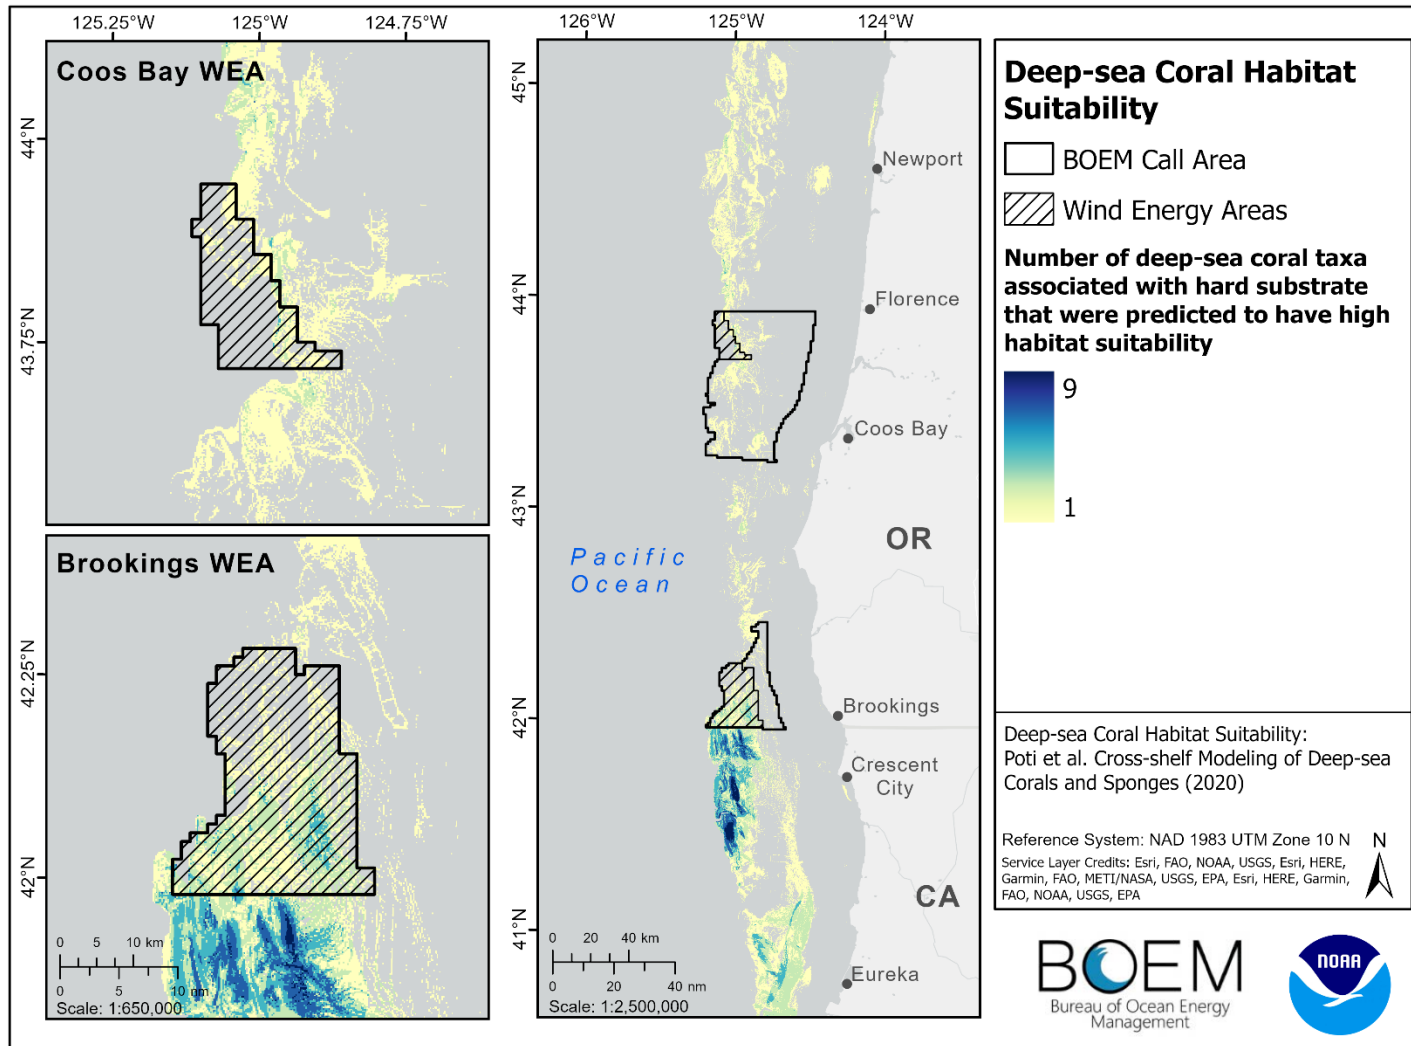 125.25°W
125°W
124.75°W
126°W
125°W
124°W
Coos Bay WEA
44°N
43.75°N
Brookings WEA
42.25°N
42°N
0 5 10 km
0 5 10 nm
Scale: 1:650,000
45°N
44°N
43°N
42°N
41°N
Newport
Florence
Coos Bay
OR
Pacific
Ocean
Brookings
Crescent
City
CA
Eureka
0 20 40 km
0 20 40 nm
Scale: 1:2,500,000
Deep-sea Coral Habitat
Suitability
BOEM Call Area
Wind Energy Areas
Number of deep-sea coral taxa
associated with hard substrate
that were predicted to have high
habitat suitability
9
1
Deep-sea Coral Habitat Suitability:
Poti et al. Cross-shelf Modeling of Deep-sea
Corals and Sponges (2020)
Reference System: NAD 1983 UTM Zone 10 N
N
Service Layer Credits: Esri, FAO, NOAA, USGS, Esri, HERE,
Garmin, FAO, METI/NASA, USGS, EPA, Esri, HERE, Garmin,
FAO, NOAA, USGS, EPA
BOEM
Bureau of Ocean Energy
Management
NOAA